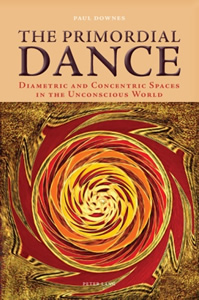 PAUL DOWNES
THE PRIMORDIAL
DANCE
DIAMETRIC AND CONCENTRIC SPACES
IN THE UNCONSCIOUS WORLD
PETER LANG